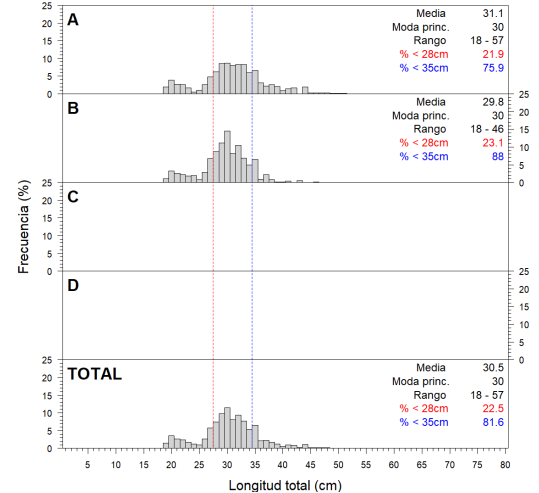 25
20
15
10
5
0
A
Media 31.1
Moda princ. 30
Rango 18 - 57
% < 28cm 21.9
% < 35cm 75.9
B
Media 29.8
Moda princ. 30
Rango 18 - 46
% < 28cm 23.1
% < 35cm 88
25
20
15
10
5
0
25
20
15
10
5
0
C
D
25
20
15
10
5
0
25
20
15
10
5
0
TOTAL
Media 30.5
Moda princ. 30
Rango 18 - 57
% < 28cm 22.5
% < 35cm 81.6
5 10 15 20 25 30 35 40 45 50 55 60 65 70 75 80
Longitud total (cm)
Frecuencia (%)